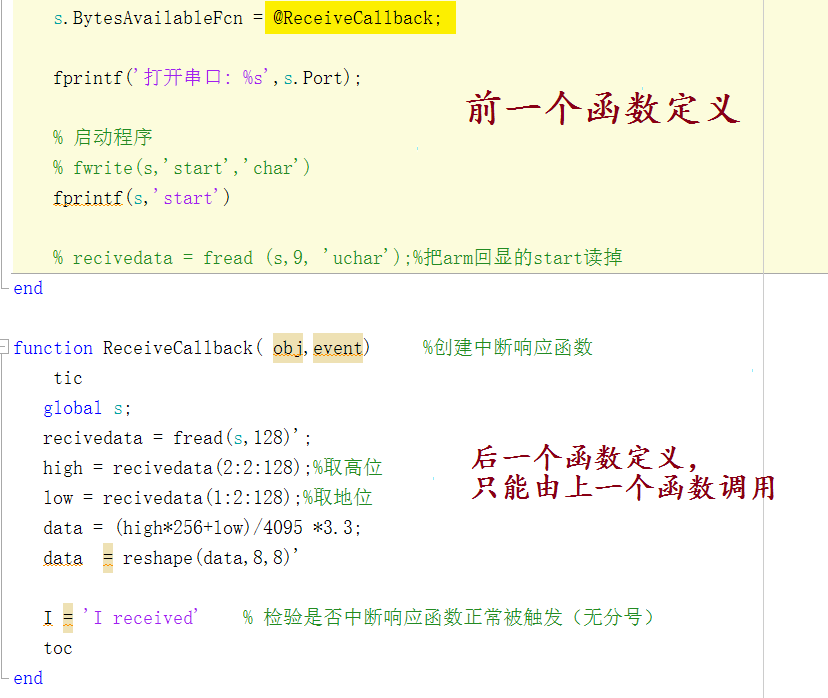 s.BytesAvailableFcn = @ReceiveCallback;
fprintf('打开串口: %s',s.Port);
前一个函数定义
% 启动程序
% fwrite(s,'start','char')
fprintf(s,'start')
% recivedata = fread (s,9, 'uchar');%把arm回显的start读掉
end
function ReceiveCallback( obj,event)     %创建中断响应函数
tic
global s;
recivedata = fread(s,128)';
high = recivedata(2:2:128);%取高位
low = recivedata(1:2:128);%取地位
后一个函数定义，
只能由上一个函数调用
data = (high*256+low)/4095 *3.3;
data  = reshape(data,8,8)'
I = 'I received'    % 检验是否中断响应函数正常被触发（无分号）
toc
end